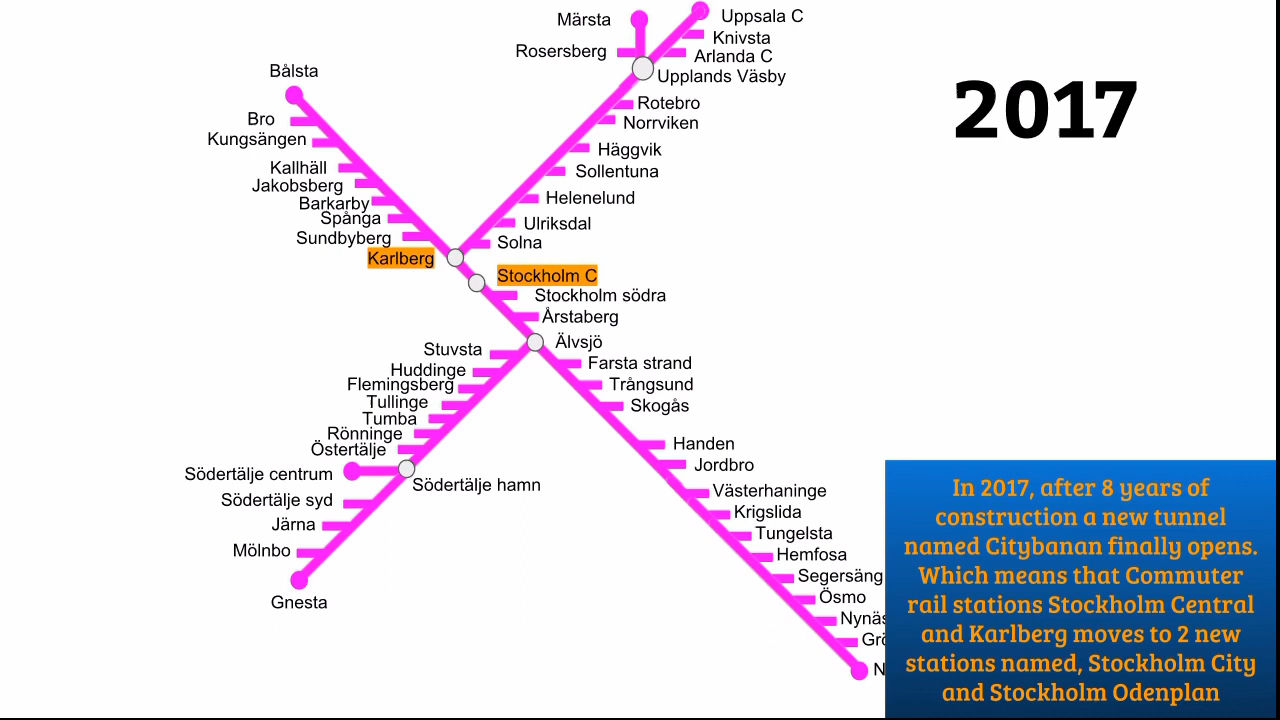 Märsta
Uppsala C
Knivsta
Rosersberg
Arlanda C
Upplands Väsby
2017
Bålsta
Rotebro
Bro
Norrviken
Kungsängen
Häggvik
Kallhäll
Sollentuna
Jakobsberg
Helenelund
Barkarby
Spånga
Ulriksdal
Sundbyberg
Solna
Karlberg
Stockholm C
Stockholm södra
Årstaberg
Älvsjö
Stuvsta
Farsta strand
Huddinge
Trångsund
Flemingsberg
Tullinge
Skogås
Tumba
Rönninge
Handen
Östertälje
Jordbro
Södertälje centrum
Södertälje hamn
Västerhaninge
Södertälje syd
Krigslida
Järna
Tungelsta
Mölnbo
Hemfosa
Segersäng
Ösmo
Gnesta
Nynäs
Grö
N
In 2017, after 8 years of
construction a new tunnel
named Citybanan finally opens.
Which means that Commuter
rail stations Stockholm Central
and Karlberg moves to 2 new
stations named, Stockholm City
and Stockholm Odenplan